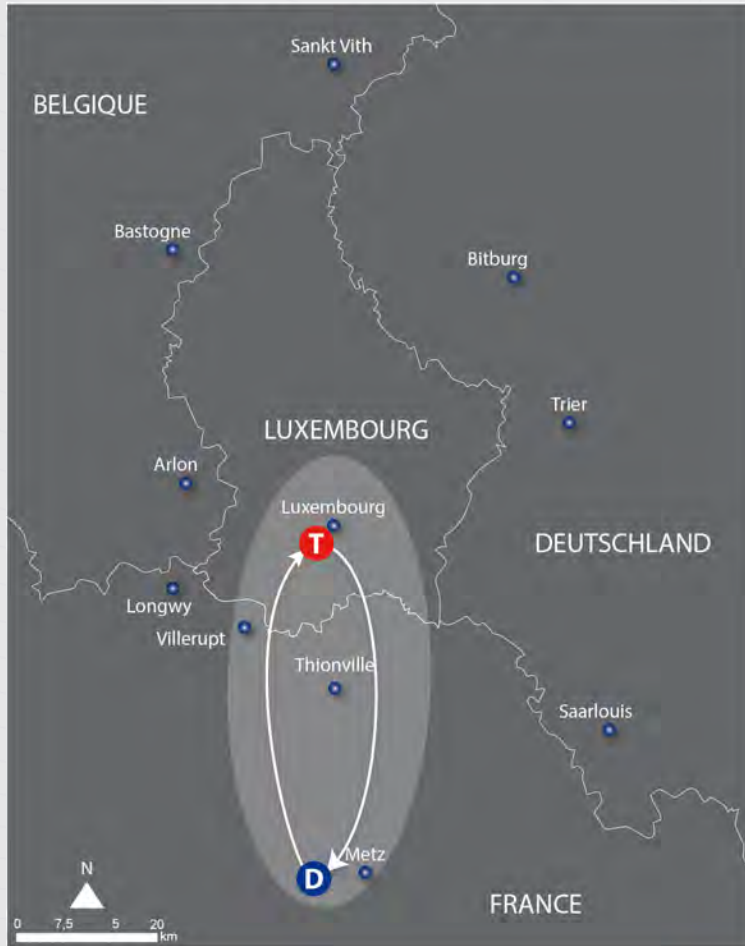 Sankt Vith
BELGIQUE
Bastogne
Bitburg
Trier
LUXEMBOURG
Arlon
Luxembourg
T
DEUTSCHLAND
Longwy
Villerupt
Thionville
Saarlouis
Metz
D
N
FRANCE
0 7,5 5 20
km